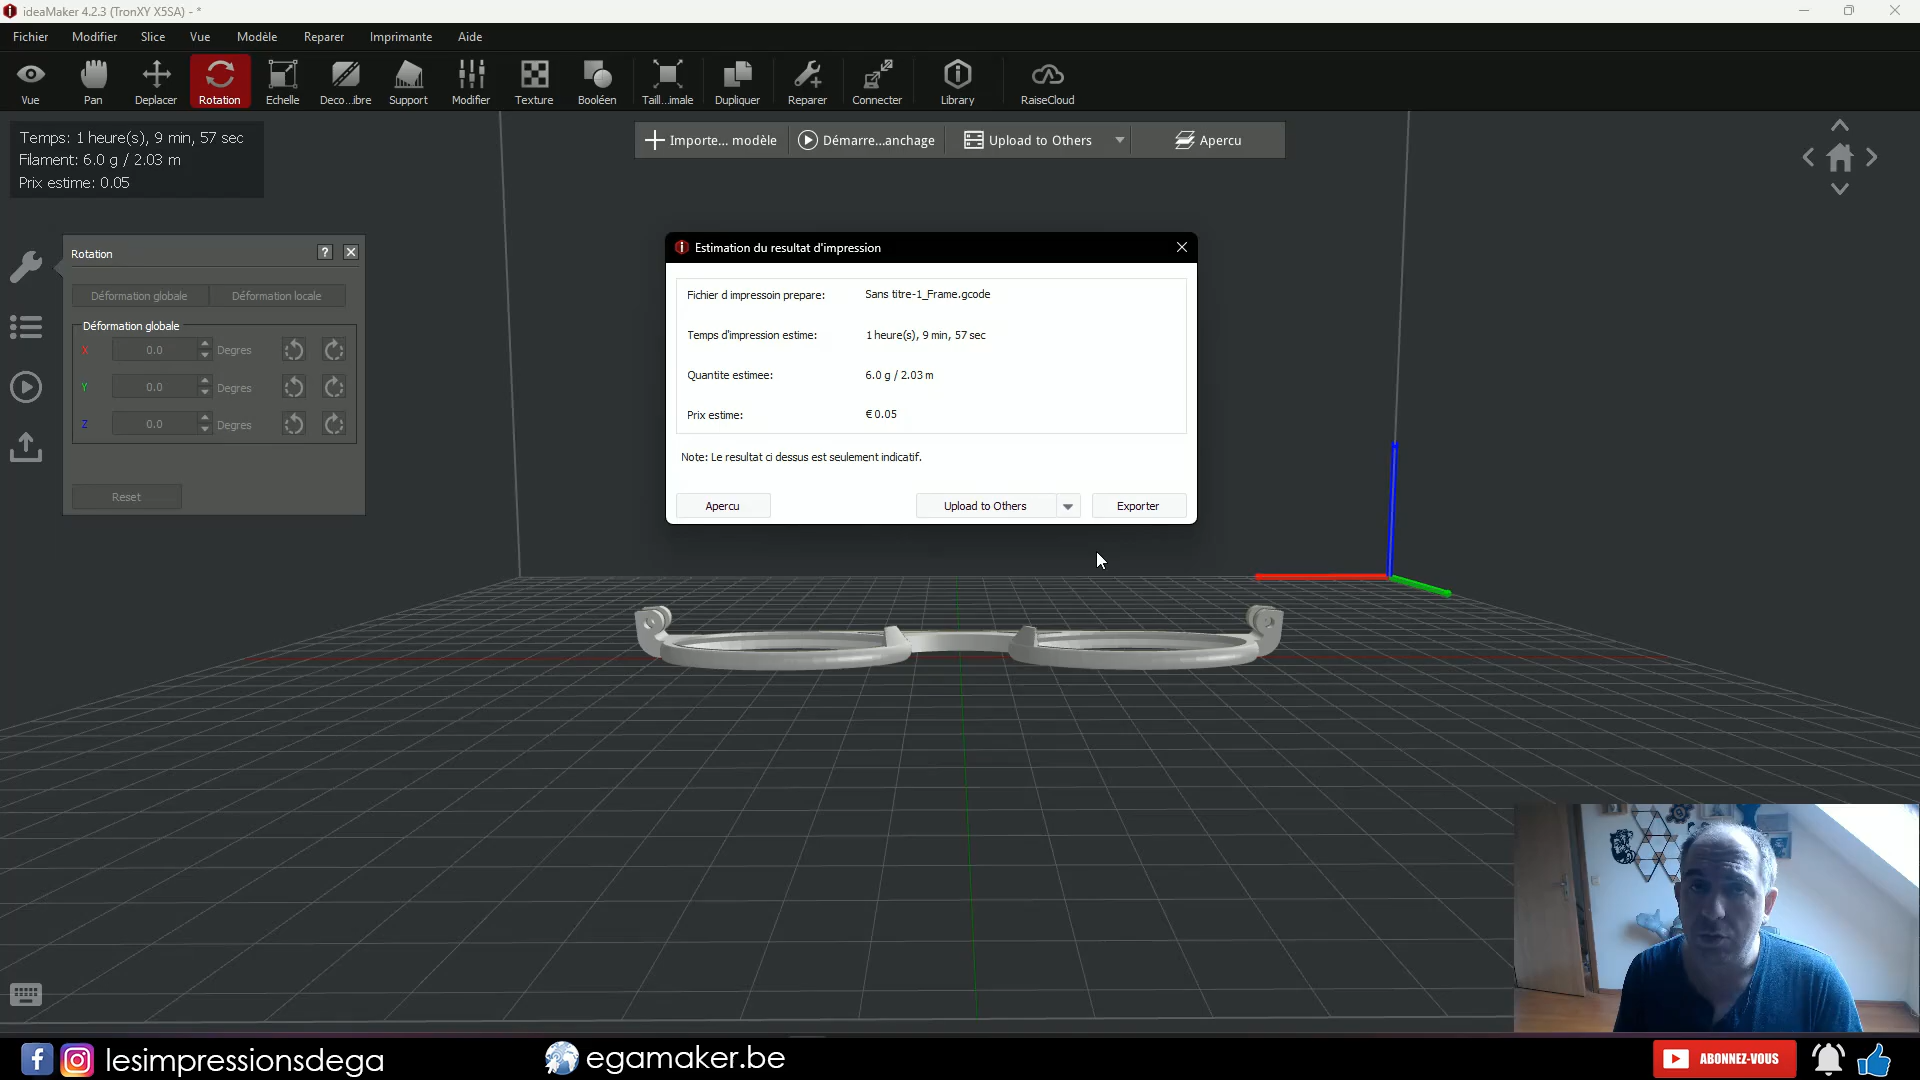 ideaMaker 4.2.3 (TronXY X5SA) - *
Fichier Modifier Slice Vue Modèle Reparer Imprimante Aide
Vue Pan Deplacer Rotation Echelle Deco...ibre Support Modifier Texture Booléen Taill...imale Dupliquer Reparer Connecter Library RaiseCloud
Temps: 1 heure(s), 9 min, 57 sec
Filament: 6.0 g / 2.03 m
Prix estime: 0.05
Importe... modèle Démarre...anchage Upload to Others Apercu
Rotation ?
Déformation globale Déformation locale
Déformation globale
X 0.0 Degres
Y 0.0 Degres
Z 0.0 Degres
Reset
Estimation du resultat d'impression
Fichier d impressoin prepare: Sans titre-1_Frame.gcode
Temps d'impression estime: 1 heure(s), 9 min, 57 sec
Quantite estimee: 6.0 g / 2.03 m
Prix estime: € 0.05
Note: Le resultat ci dessus est seulement indicatif.
Apercu Upload to Others Exporter
lesimpressionsdega egamaker.be ABONNEZ-VOUS